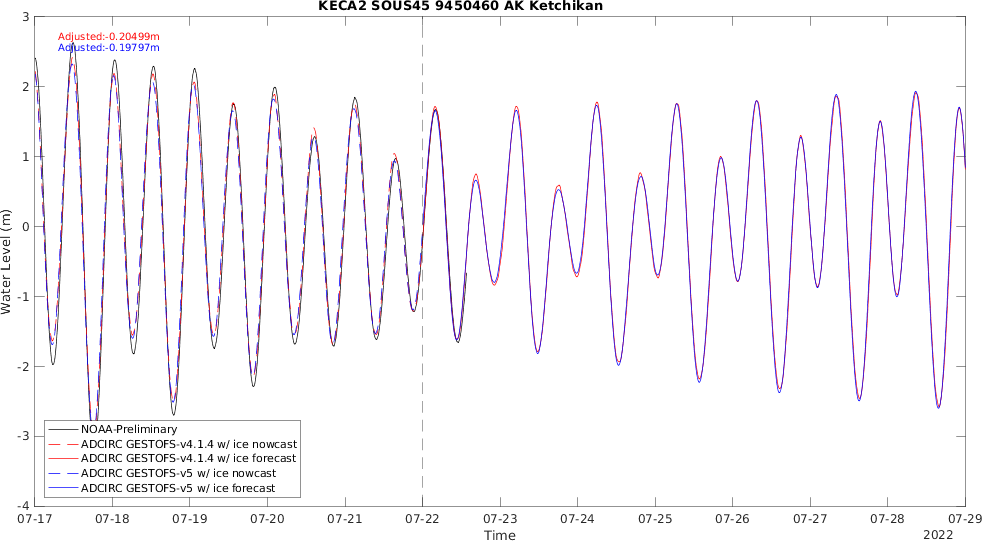 KECA2 SOUS45 9450460 AK Ketchikan
Adjusted:-0.20499m
Adjusted:-0.19797m
3
2
1
0
-1
-2
-3
-4
Water Level (m)
NOAA-Preliminary
ADCIRC GESTOFS-v4.1.4 w/ ice nowcast
ADCIRC GESTOFS-v4.1.4 w/ ice forecast
ADCIRC GESTOFS-v5 w/ ice nowcast
ADCIRC GESTOFS-v5 w/ ice forecast
07-17 07-18 07-19 07-20 07-21 07-22 07-23 07-24 07-25 07-26 07-27 07-28 07-29
Time
2022